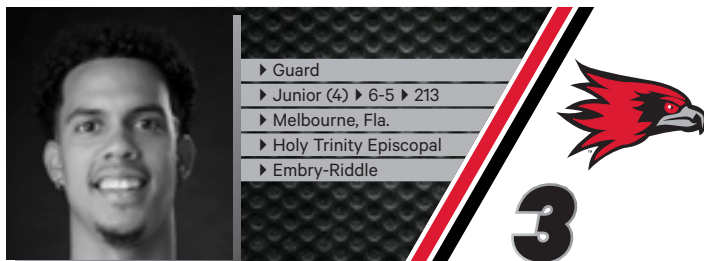 Guard
Junior (4) 6-5 213
Melbourne, Fla.
Holy Trinity Episcopal
Embry-Riddle
3